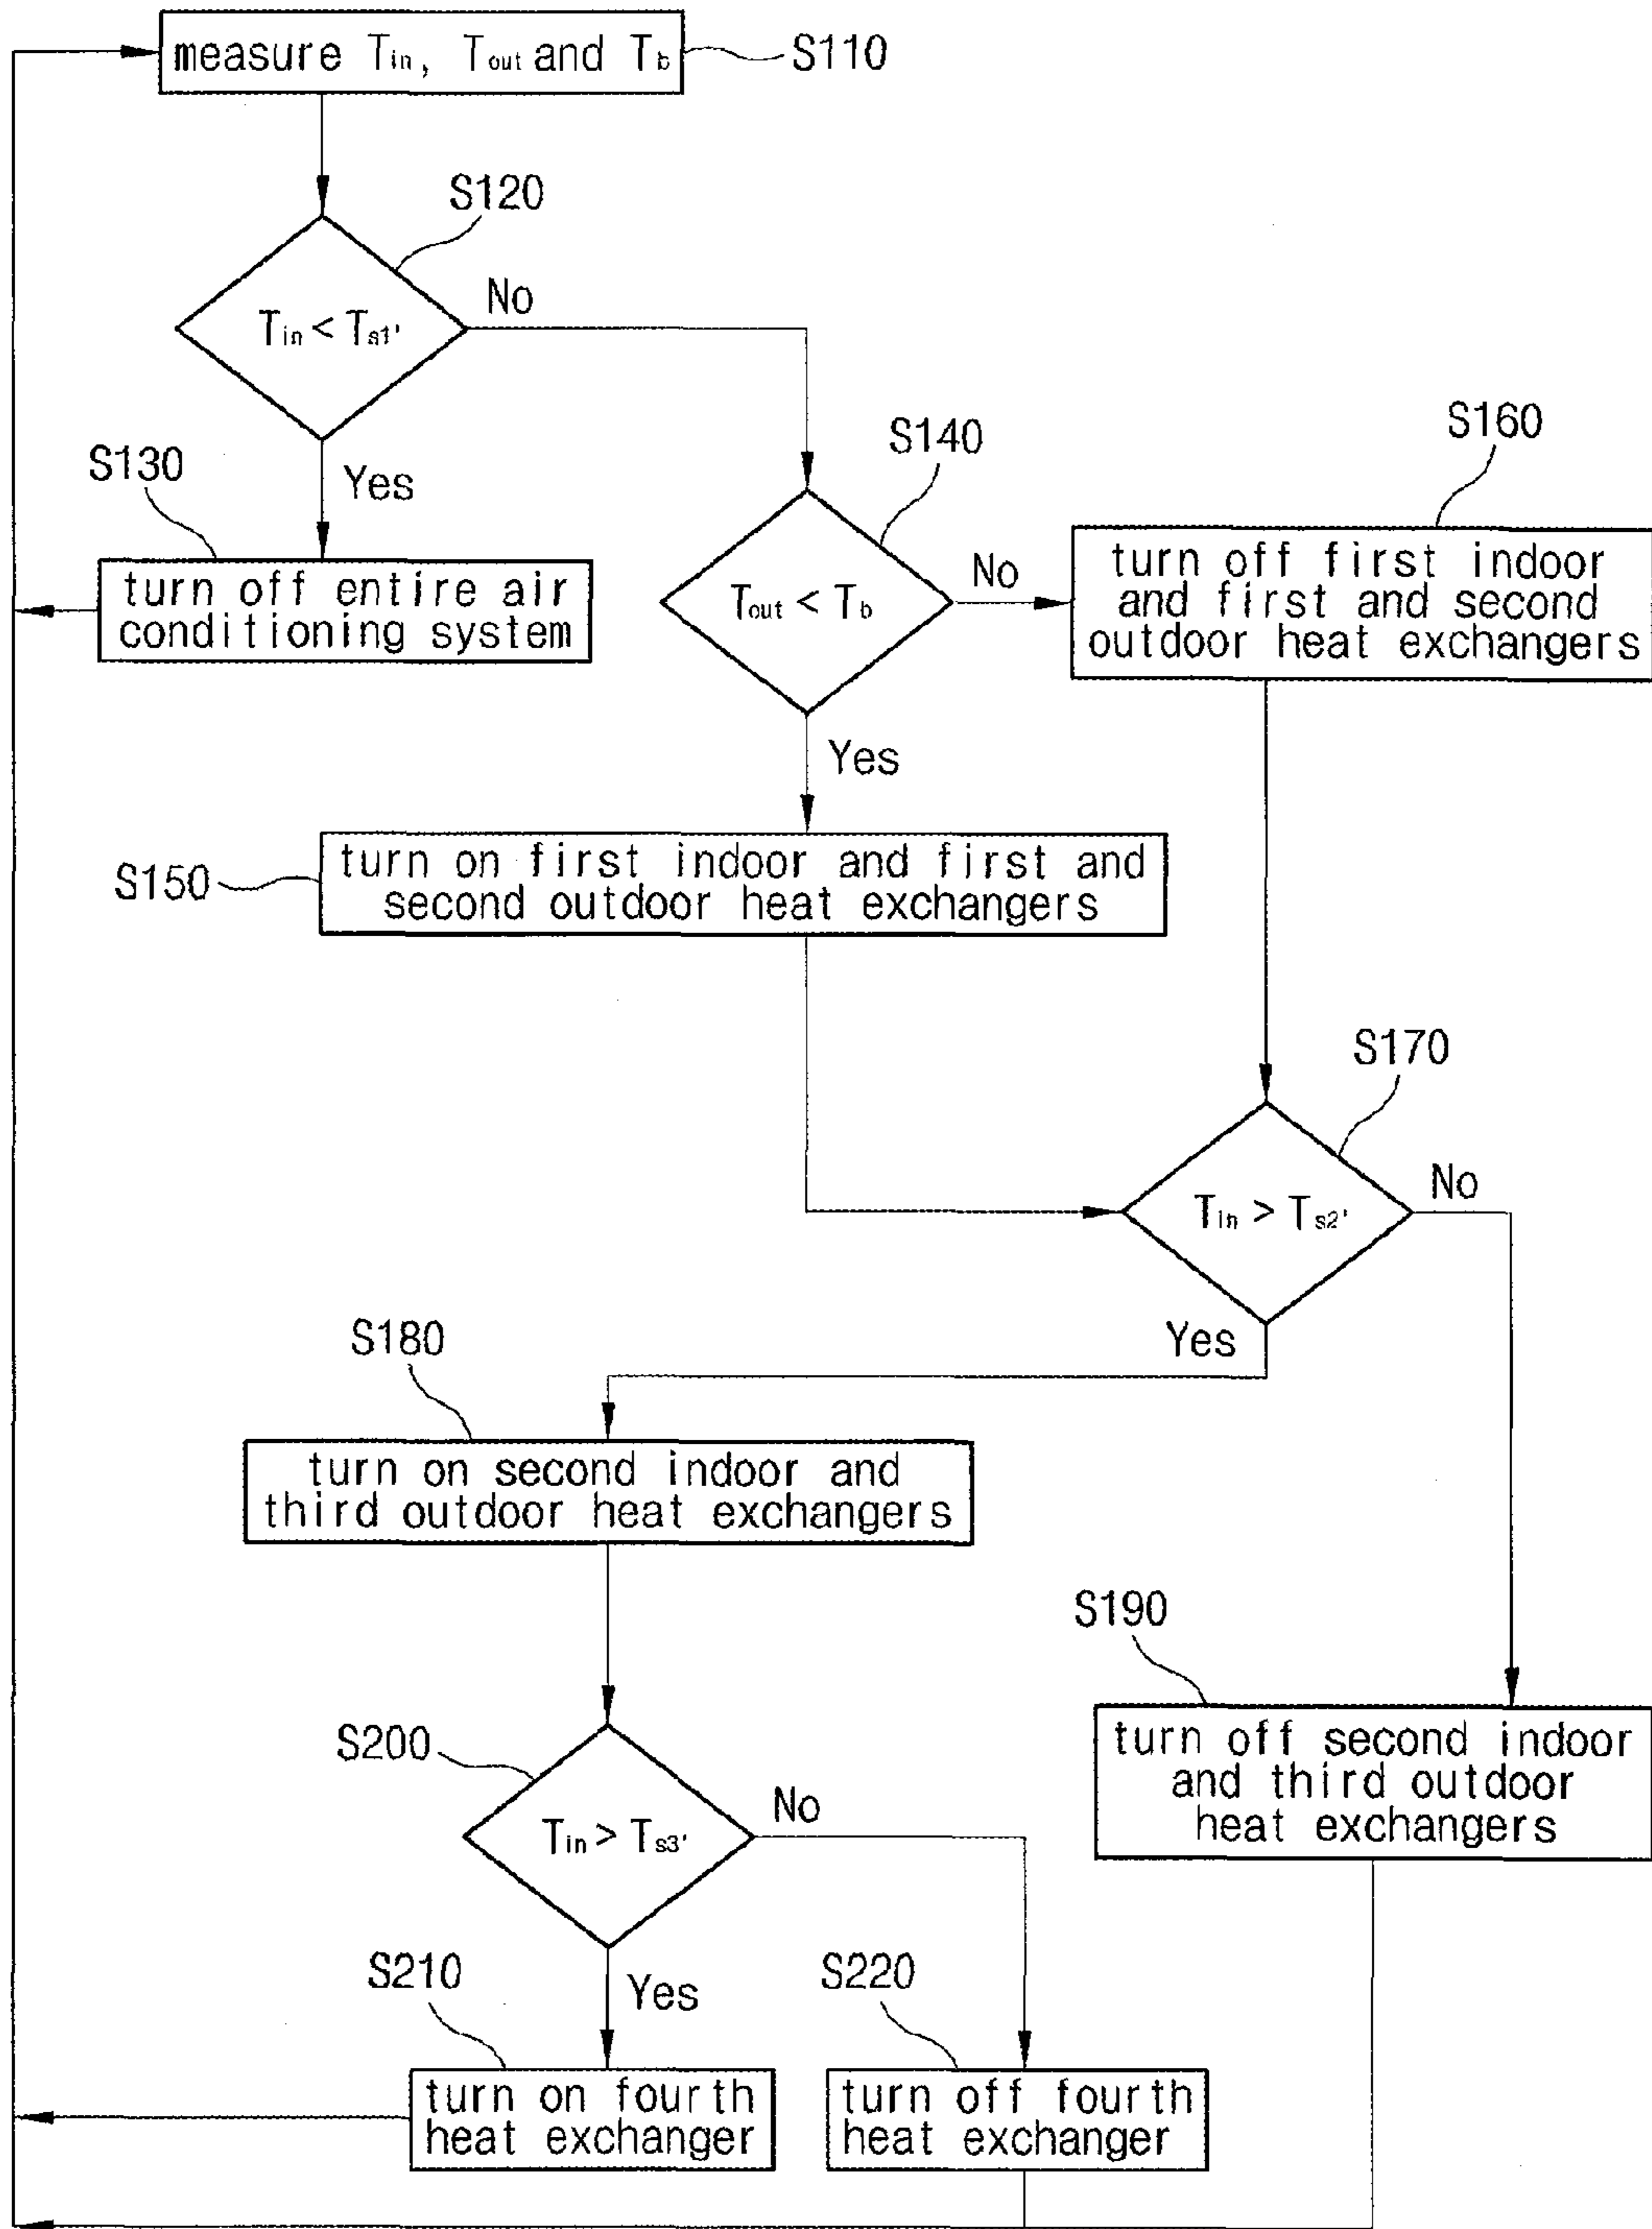 measure Tin, Tout and Tb
S110
S120
Tin < Ts1'
No
Yes
S130
turn off entire air
conditioning system
S140
Tout < Tb
No
Yes
S160
turn off first indoor
and first and second
outdoor heat exchangers
S150
turn on first indoor and first and
second outdoor heat exchangers
S170
Tin > Ts2'
No
Yes
S180
turn on second indoor and
third outdoor heat exchangers
S190
turn off second indoor
and third outdoor
heat exchangers
S200
Tin > Ts3'
No
Yes
S210
turn on fourth
heat exchanger
S220
turn off fourth
heat exchanger